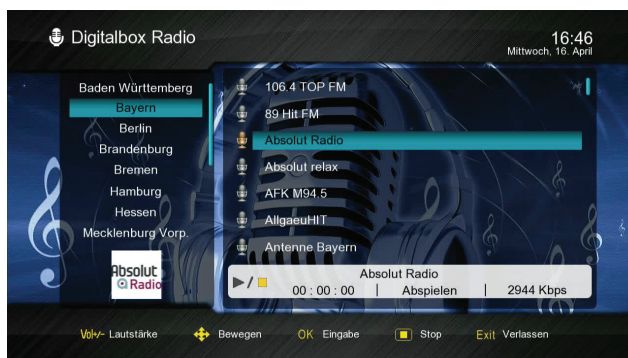 Digitalbox Radio
16:46
Mittwoch, 16. April
Baden Württemberg
Bayern
Berlin
Brandenburg
Bremen
Hamburg
Hessen
Mecklenburg Vorp.
106.4 TOP FM
89 Hit FM
Absolut Radio
Absolut relax
AFK M94.5
AllgaeuHIT
Antenne Bayern
Absolut
Radio
Absolut Radio
00 : 00 : 00 | Abspielen | 2944 Kbps
Vol+/- Lautstärke Bewegen OK Eingabe Stop Exit Verlassen